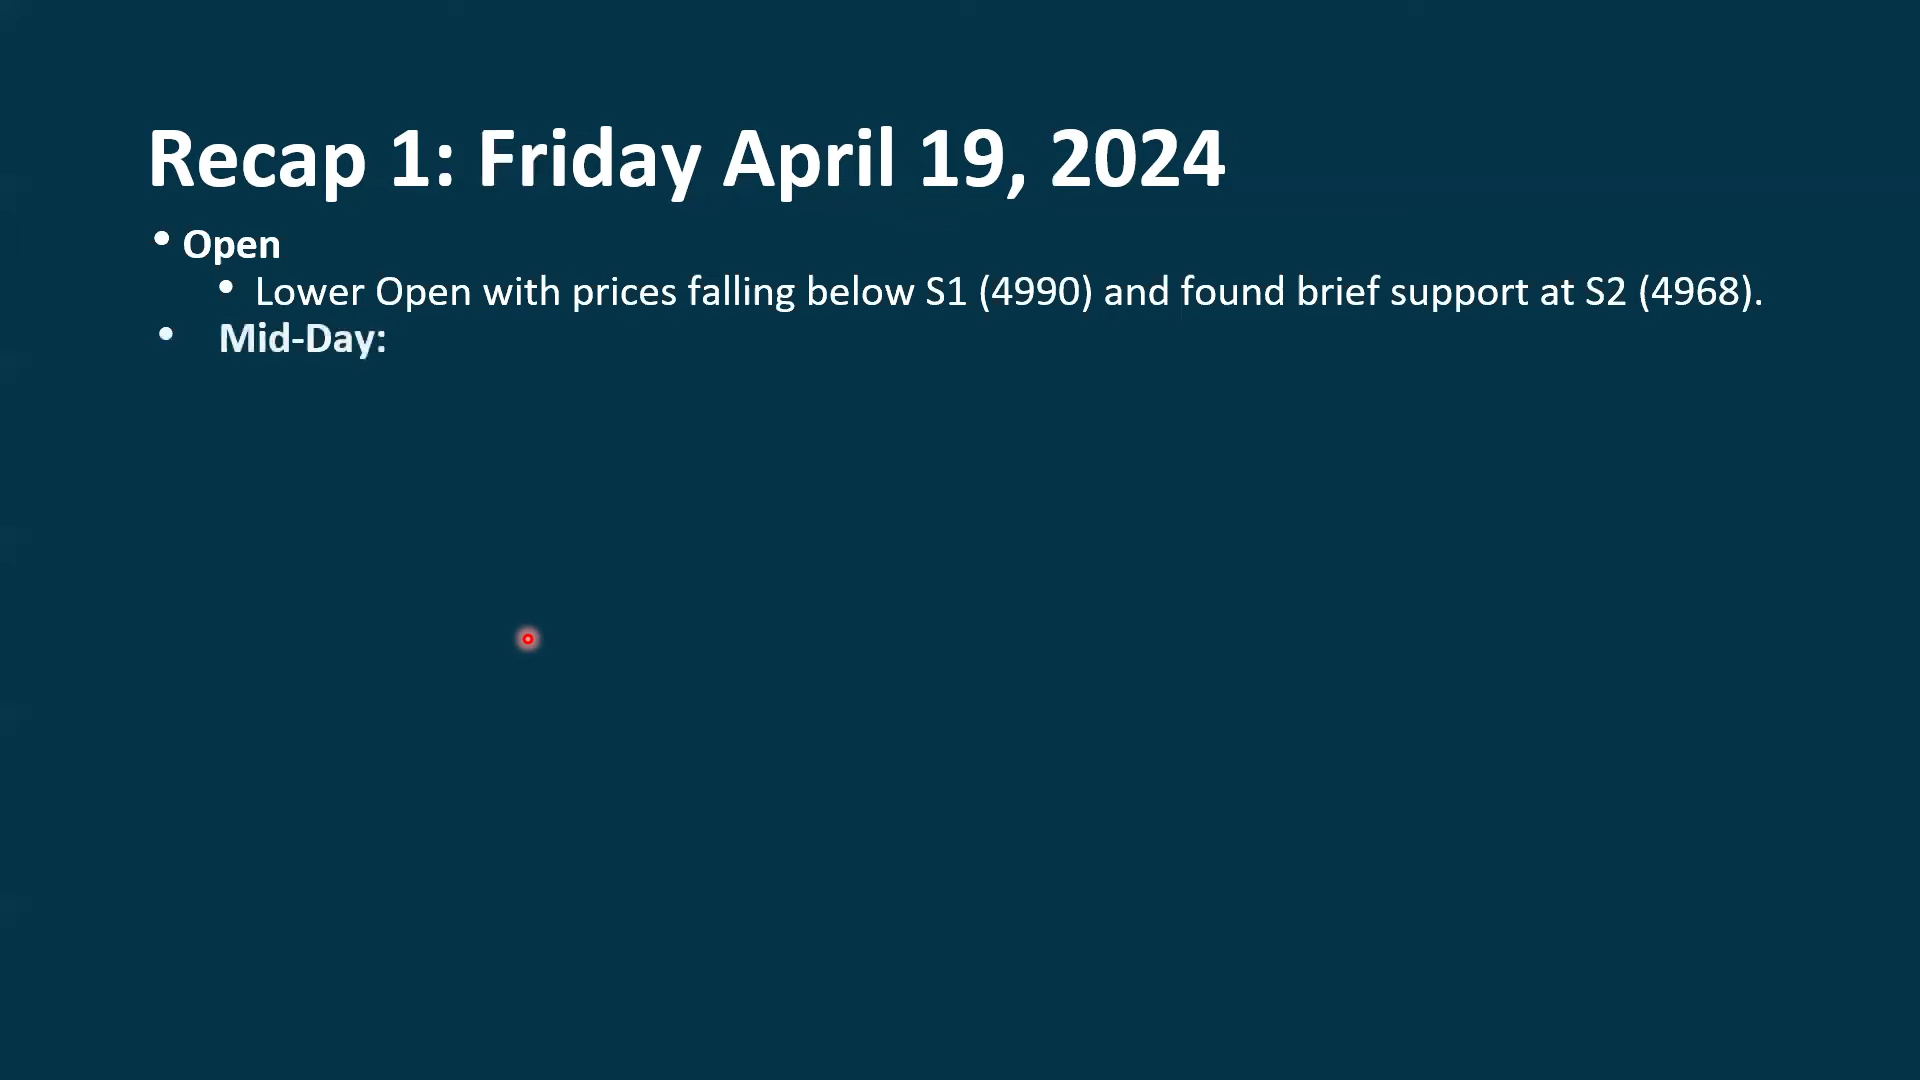 Recap 1: Friday April 19, 2024
• Open
• Lower Open with prices falling below S1 (4990) and found brief support at S2 (4968).
• Mid-Day: